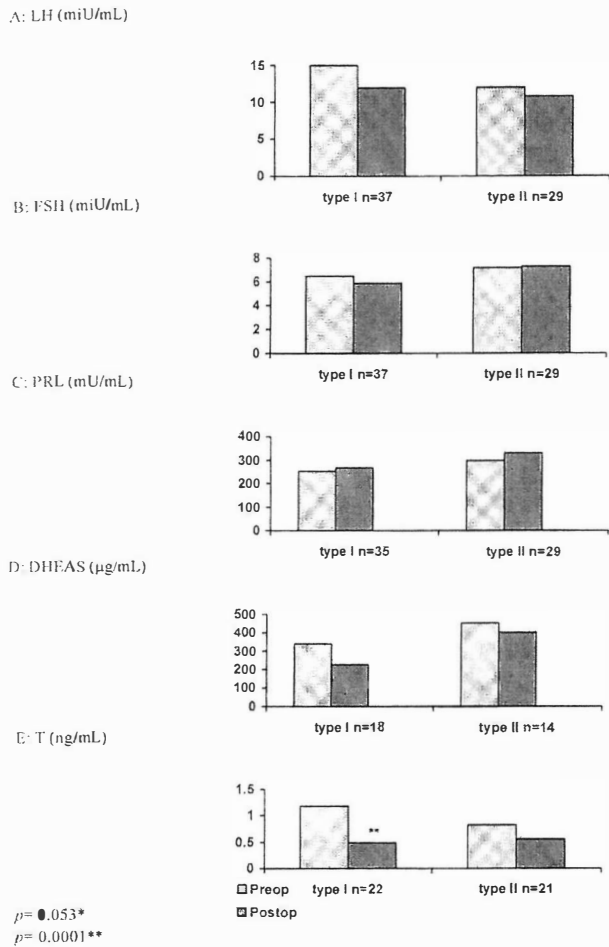 A: LH (miU/mL)
15
10
5
0
type I n=37
type II n=29
B: FSH (miU/mL)
8
6
4
2
0
type I n=37
type II n=29
C: PRL (mU/mL)
400
300
200
100
0
type I n=35
type II n=29
D: DHEAS (μg/mL)
500
400
300
200
100
0
type I n=18
type II n=14
E: T (ng/mL)
1.5
1
0.5
0
**
Preop
type I n=22
type II n=21
Postop
p= 0.053*
p= 0.0001**